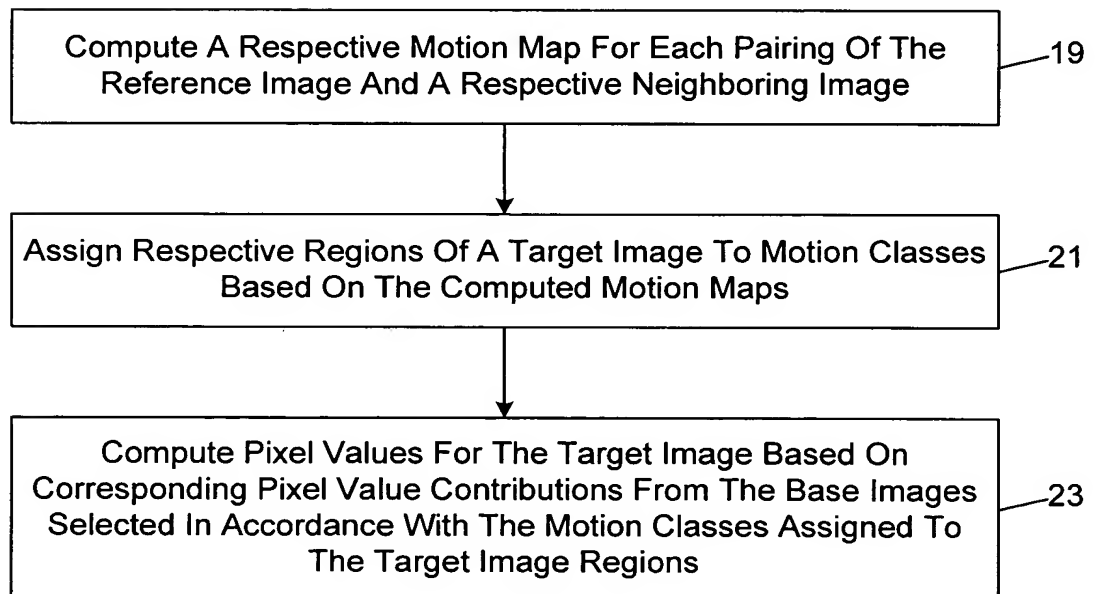 Compute A Respective Motion Map For Each Pairing Of The
Reference Image And A Respective Neighboring Image
19
Assign Respective Regions Of A Target Image To Motion Classes
Based On The Computed Motion Maps
21
Compute Pixel Values For The Target Image Based On
Corresponding Pixel Value Contributions From The Base Images
Selected In Accordance With The Motion Classes Assigned To
The Target Image Regions
23